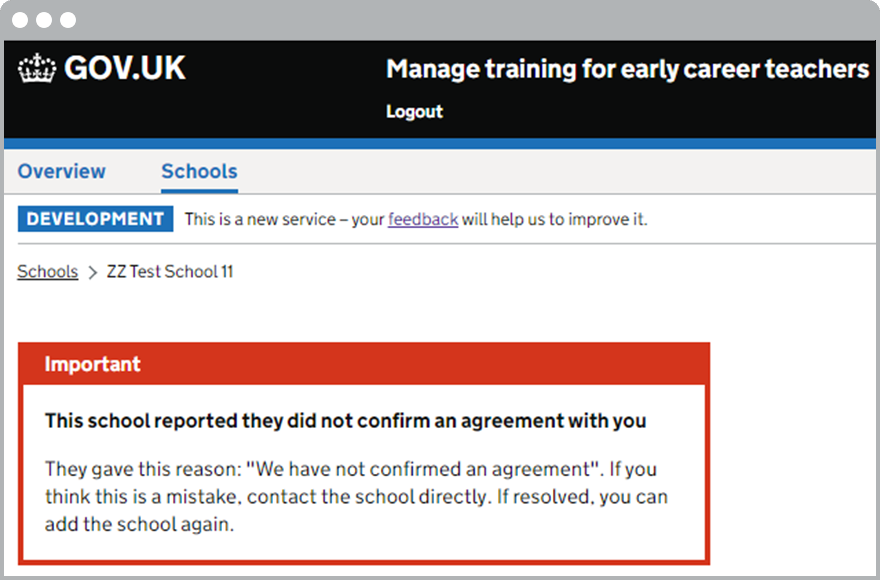 GOV.UK
Manage training for early career teachers
Logout
Overview Schools
DEVELOPMENT This is a new service – your feedback will help us to improve it.
Schools > ZZ Test School 11
Important
This school reported they did not confirm an agreement with you
They gave this reason: "We have not confirmed an agreement". If you
think this is a mistake, contact the school directly. If resolved, you can
add the school again.